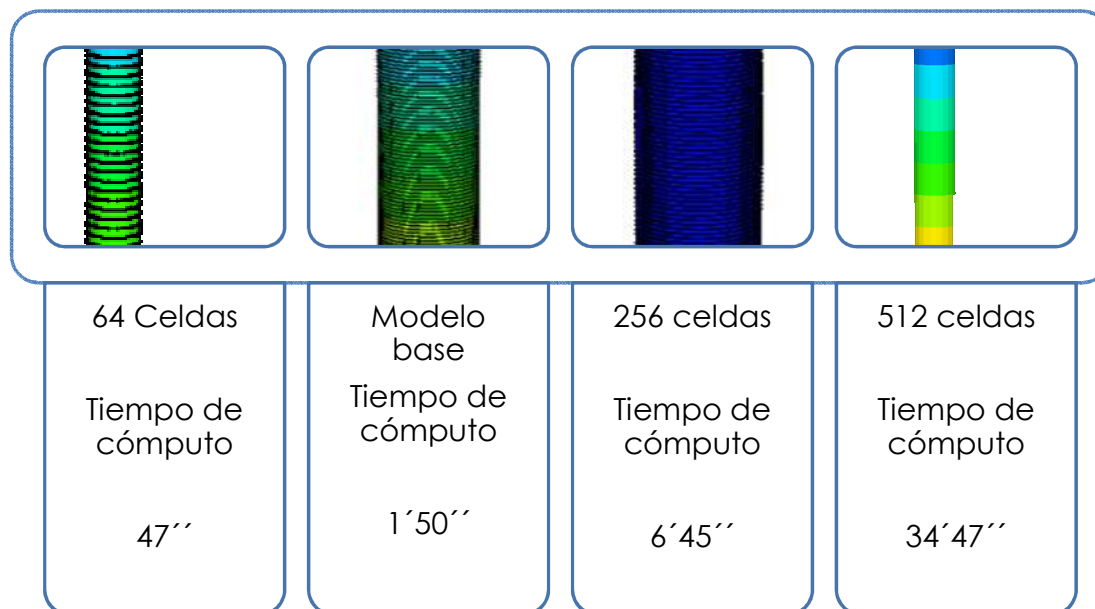 64 Celdas
Tiempo de
cómputo
47´´
Modelo
base
Tiempo de
cómputo
1´50´´
256 celdas
Tiempo de
cómputo
6´45´´
512 celdas
Tiempo de
cómputo
34´47´´